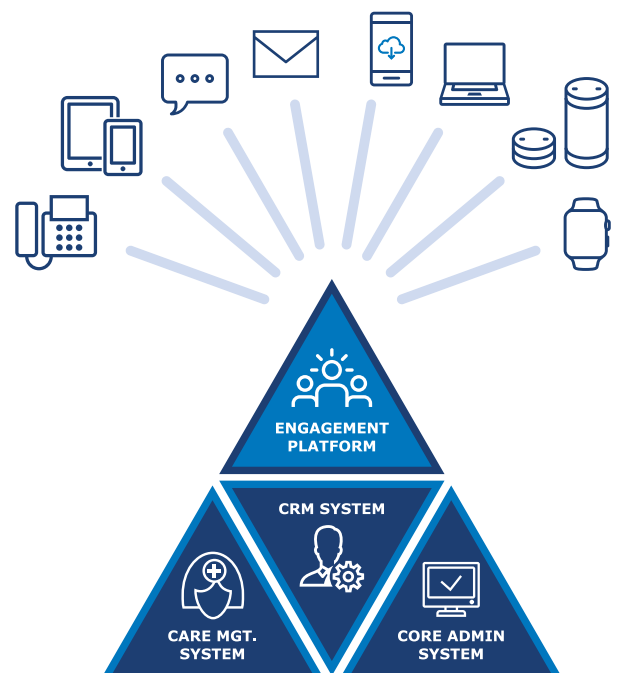 ENGAGEMENT
PLATFORM
CRM SYSTEM
CARE MGT.
SYSTEM
CORE ADMIN
SYSTEM